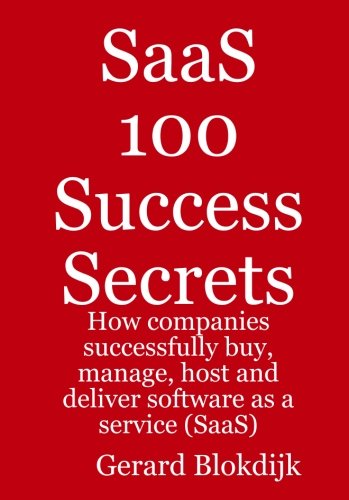 SaaS
100
Success
Secrets
How companies
successfully buy,
manage, host and
deliver software as a
service (SaaS)
Gerard Blokdijk